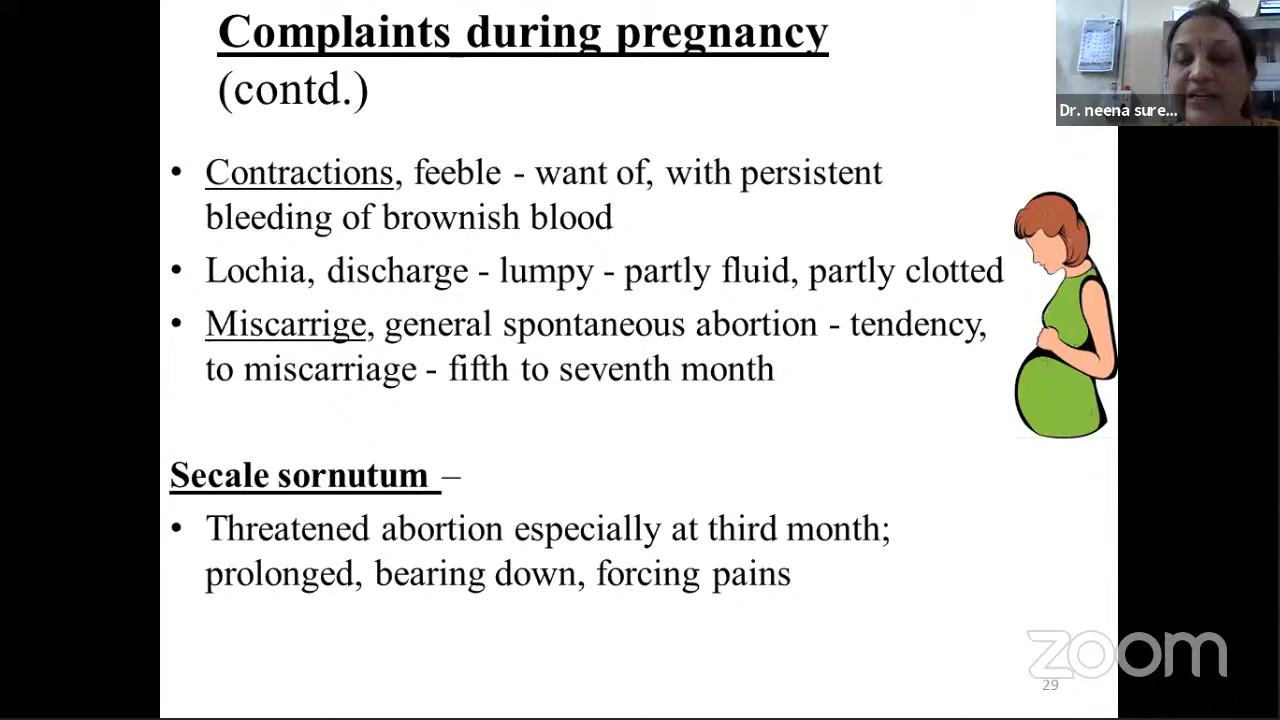 Complaints during pregnancy
(contd.)
Dr. neena sure...
• Contractions, feeble - want of, with persistent
bleeding of brownish blood
• Lochia, discharge - lumpy - partly fluid, partly clotted
• Miscarrige, general spontaneous abortion - tendency,
to miscarriage - fifth to seventh month
Secale sornutum –
• Threatened abortion especially at third month;
prolonged, bearing down, forcing pains
zoom
29